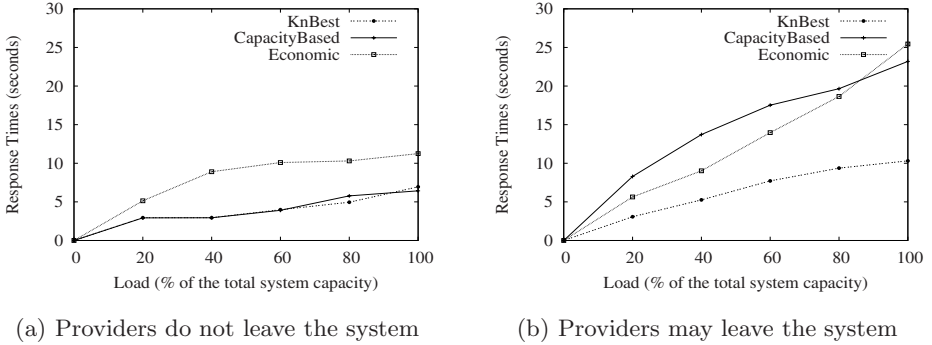 30
25
20
15
10
5
0
Response Times (seconds)
KnBest
CapacityBased
Economic
0 20 40 60 80 100
Load (% of the total system capacity)
(a) Providers do not leave the system
30
25
20
15
10
5
0
Response Times (seconds)
KnBest
CapacityBased
Economic
0 20 40 60 80 100
Load (% of the total system capacity)
(b) Providers may leave the system